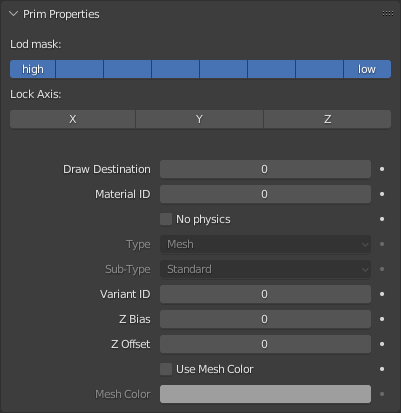 Prim Properties
Lod mask:
high low
Lock Axis:
X Y Z
Draw Destination 0
Material ID 0
No physics
Type Mesh
Sub-Type Standard
Variant ID 0
Z Bias 0
Z Offset 0
Use Mesh Color
Mesh Color